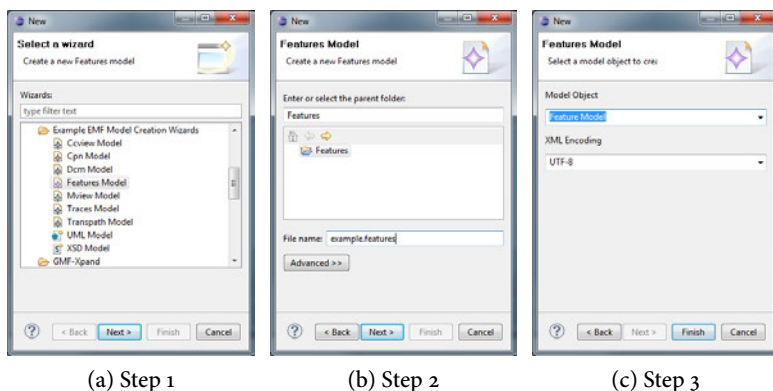 New
Select a wizard
Create a new Features model
Wizards:
type filter text
Example EMF Model Creation Wizards
Ccview Model
Cpn Model
Dcm Model
Features Model
Mview Model
Traces Model
Transpath Model
UML Model
XSD Model
GMF-Xpand
< Back Next > Finish Cancel
(a) Step 1
New
Features Model
Create a new Features model
Enter or select the parent folder:
Features
Features
File name: example.features
Advanced >>
< Back Next > Finish Cancel
(b) Step 2
New
Features Model
Select a model object to crea
Model Object
Feature Model
XML Encoding
UTF-8
< Back Next > Finish Cancel
(c) Step 3